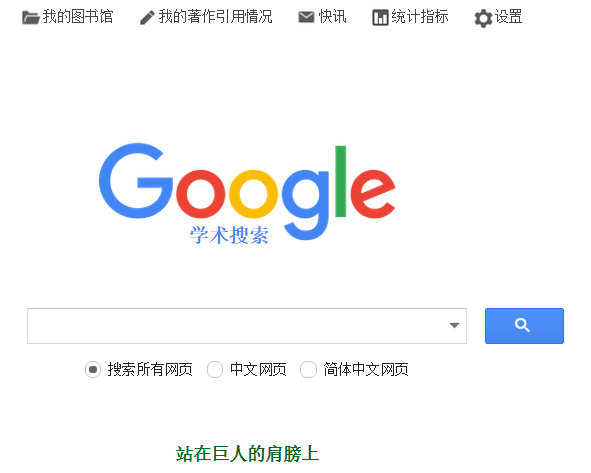 我的图书馆 我的著作引用情况 快讯 统计指标 设置
Google
学术搜索
搜索所有网页 中文网页 简体中文网页
站在巨人的肩膀上